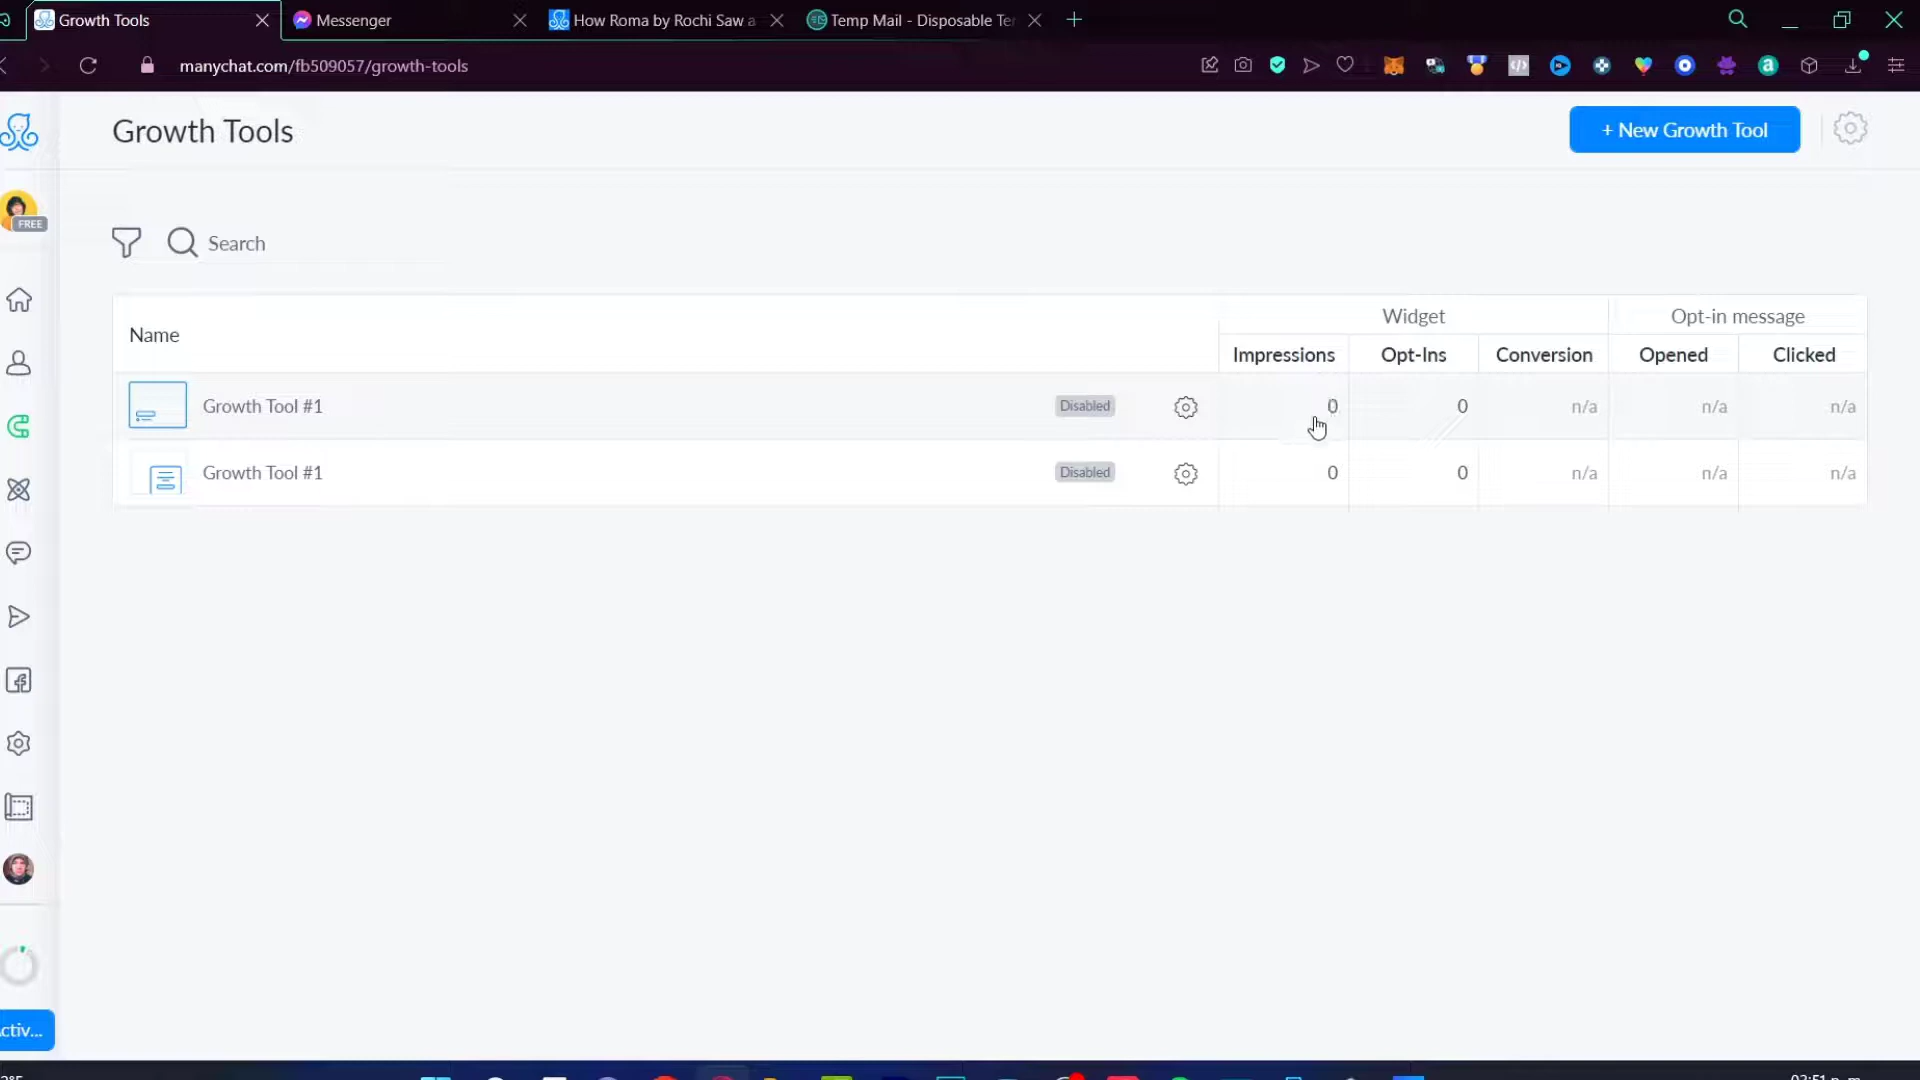 Growth Tools
Messenger
How Roma by Rochi Saw a
Temp Mail - Disposable Te
manychat.com/fb509057/growth-tools
Growth Tools
+ New Growth Tool
FREE
Search
Name
Widget
Opt-in message
Impressions
Opt-Ins
Conversion
Opened
Clicked
Growth Tool #1
Disabled
0
0
n/a
n/a
n/a
Growth Tool #1
Disabled
0
0
n/a
n/a
n/a
ctiv...